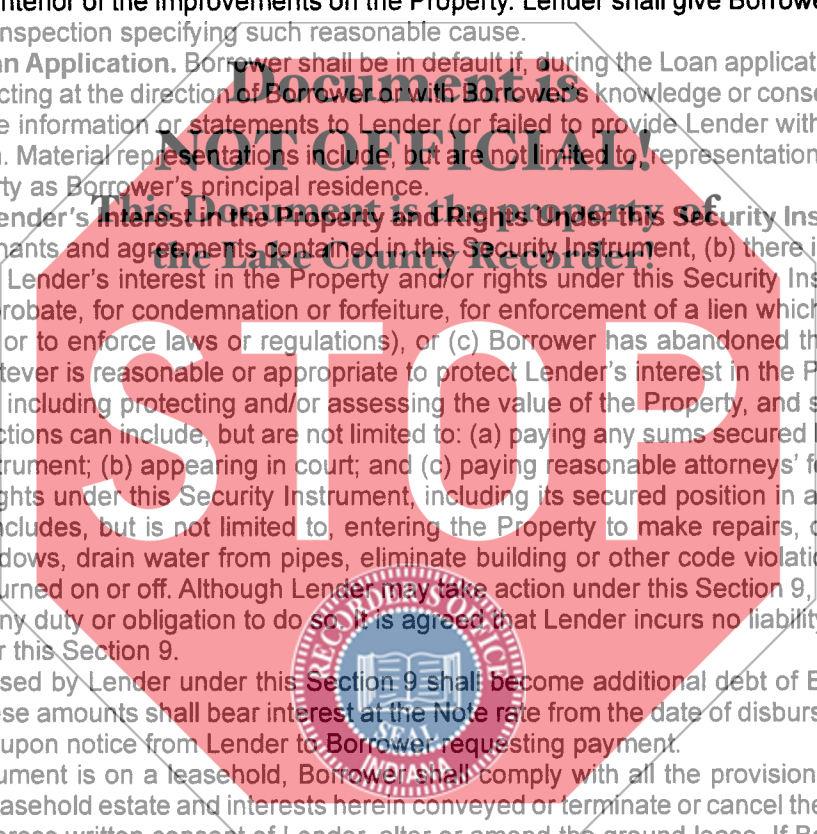 nterior of the improvements on the Property. Lender shall give Borrowe
nspection specifying such reasonable cause.
n Application. Borrower shall be in default if, during the Loan applicat
cting at the direction of Borrower or with Borrower's knowledge or conse
e information or statements to Lender (or failed to provide Lender with
. Material representations include, but are not limited to, representation
ty as Borrower's principal residence.
ender's Interest in the Property and Rights Under this Security Ins
nants and agreements contained in this Security Instrument, (b) there i
Lender's interest in the Property and/or rights under this Security Ins
robate, for condemnation or forfeiture, for enforcement of a lien which
or to enforce laws or regulations), or (c) Borrower has abandoned th
tever is reasonable or appropriate to protect Lender's interest in the P
including protecting and/or assessing the value of the Property, and s
ctions can include, but are not limited to: (a) paying any sums secured
trument; (b) appearing in court; and (c) paying reasonable attorneys' f
ghts under this Security Instrument, including its secured position in a
ncludes, but is not limited to, entering the Property to make repairs, c
dows, drain water from pipes, eliminate building or other code violatio
urned on or off. Although Lender may take action under this Section 9,
ny duty or obligation to do so. It is agreed that Lender incurs no liability
r this Section 9.
sed by Lender under this Section 9 shall become additional debt of B
se amounts shall bear interest at the Note rate from the date of disburs
upon notice from Lender to Borrower requesting payment.
ument is on a leasehold, Borrower shall comply with all the provision
asehold estate and interests herein conveyed or terminate or cancel the
press written consent of Lender, alter or amend the ground lease. If B
Document is
NOT OFFICIAL!
This Document is the property of
the Lake County Recorder!
STOP
RECORDER'S OFFICE
SEAL
INDIANA